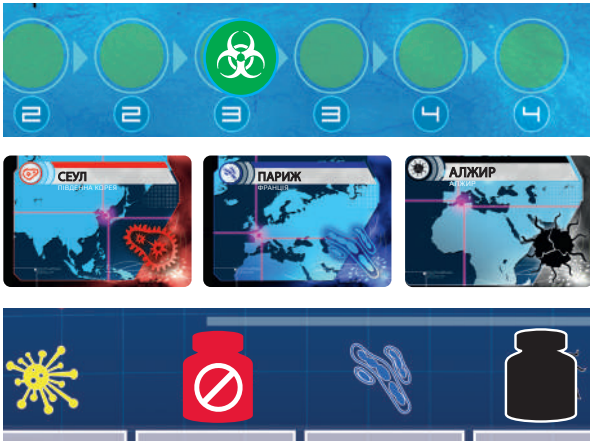 2 2 3 3 4 4
СЕУЛ
ПІВДЕННА КОРЕЯ
ПАРИЖ
ФРАНЦІЯ
АЛЖИР
АЛЖИР